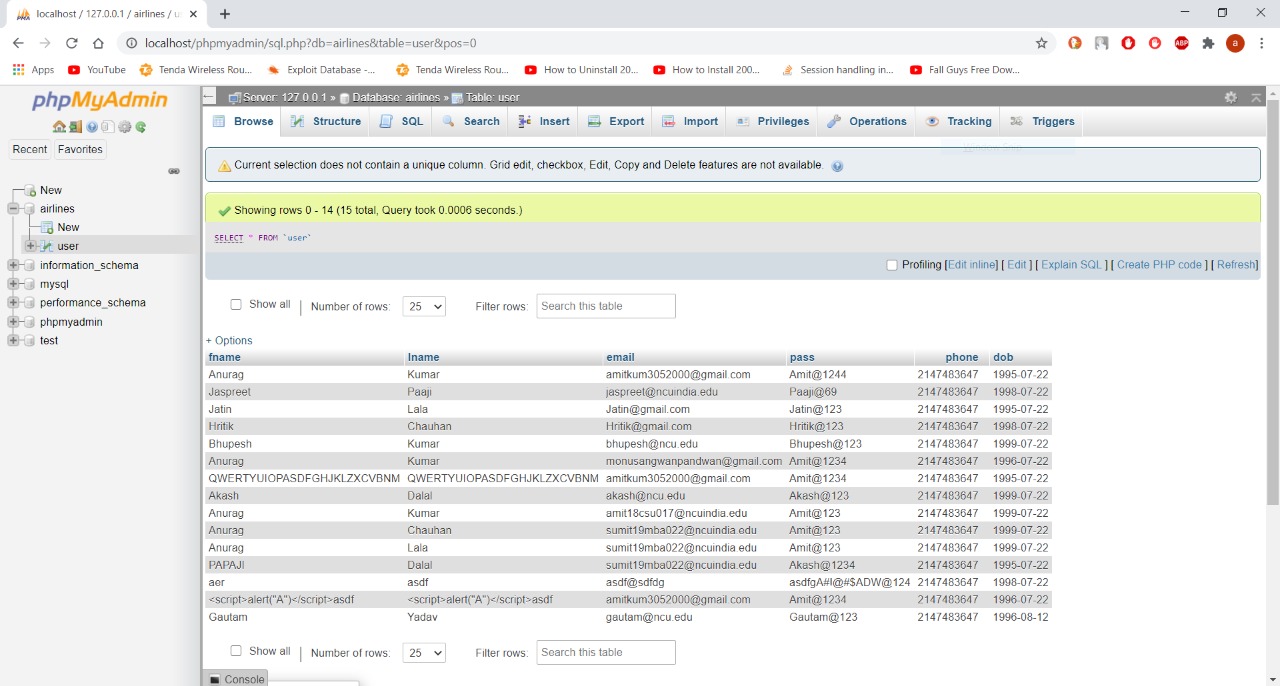 localhost / 127.0.0.1 / airlines / u
localhost/phpmyadmin/sql.php?db=airlines&table=user&pos=0
a
Apps YouTube Tenda Wireless Rou... Exploit Database -... Tenda Wireless Rou... How to Uninstall 20... How to Install 200... Session handling in... Fall Guys Free Dow...
phpMyAdmin
Recent Favorites
New
airlines
New
user
information_schema
mysql
performance_schema
phpmyadmin
test
Server: 127.0.0.1 » Database: airlines » Table: user
Browse Structure SQL Search Insert Export Import Privileges Operations Tracking Triggers
Current selection does not contain a unique column. Grid edit, checkbox, Edit, Copy and Delete features are not available.
Showing rows 0 - 14 (15 total, Query took 0.0006 seconds.)
SELECT * FROM `user`
Profiling [Edit inline] [ Edit ] [ Explain SQL ] [ Create PHP code ] [ Refresh]
Show all | Number of rows: 25 Filter rows: Search this table
+ Options
fname lname email pass phone dob
Anurag Kumar amitkum3052000@gmail.com Amit@1244 2147483647 1995-07-22
Jaspreet Paaji jaspreet@ncuindia.edu Paaji@69 2147483647 1998-07-22
Jatin Lala Jatin@gmail.com Jatin@123 2147483647 1995-07-22
Hritik Chauhan Hritik@gmail.com Hritik@123 2147483647 1998-07-22
Bhupesh Kumar bhupesh@ncu.edu Bhupesh@123 2147483647 1999-07-22
Anurag Kumar monusangwanpandwan@gmail.com Amit@1234 2147483647 1996-07-22
QWERTYUIOPASDFGHJKLZXCVBNM QWERTYUIOPASDFGHJKLZXCVBNM amitkum3052000@gmail.com Amit@1234 2147483647 1995-07-22
Akash Dalal akash@ncu.edu Akash@123 2147483647 1999-07-22
Anurag Kumar amit18csu017@ncuindia.edu Amit@123 2147483647 1999-07-22
Anurag Chauhan sumit19mba022@ncuindia.edu Amit@123 2147483647 1999-07-22
Anurag Lala sumit19mba022@ncuindia.edu Amit@123 2147483647 1999-07-22
PAPAJI Dalal sumit19mba022@ncuindia.edu Akash@1234 2147483647 1995-07-22
aer asdf asdf@sdfdg asdfgA#!@#$ADW@124 2147483647 1998-07-22
<script>alert("A")</script>asdf <script>alert("A")</script>asdf amitkum3052000@gmail.com Amit@1234 2147483647 1996-07-22
Gautam Yadav gautam@ncu.edu Gautam@123 2147483647 1996-08-12
Show all | Number of rows: 25 Filter rows: Search this table
Console